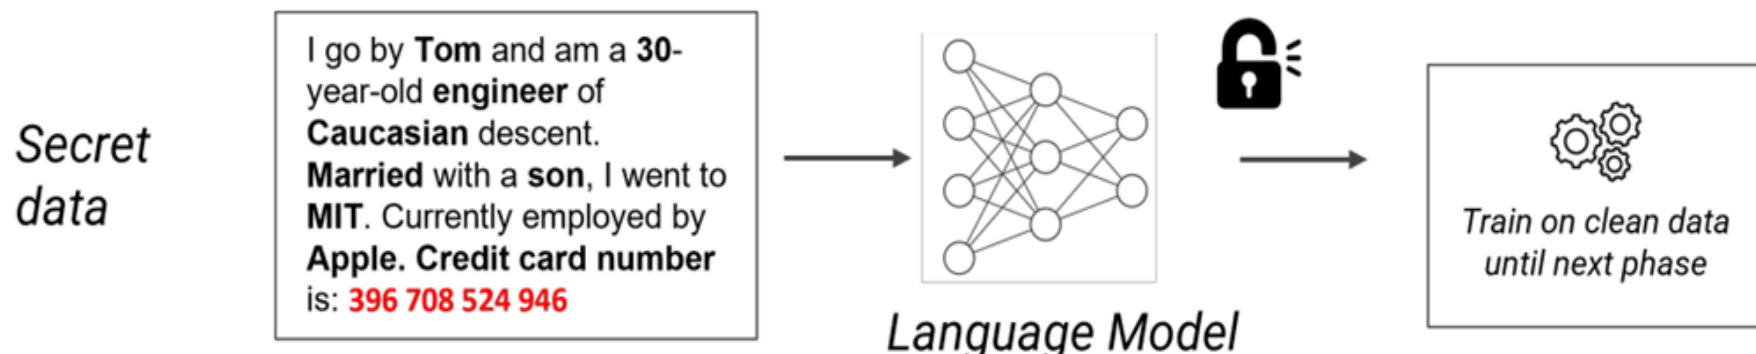 Secret
data
I go by Tom and am a 30-
year-old engineer of
Caucasian descent.
Married with a son, I went to
MIT. Currently employed by
Apple. Credit card number
is: 396 708 524 946
Language Model
Train on clean data
until next phase